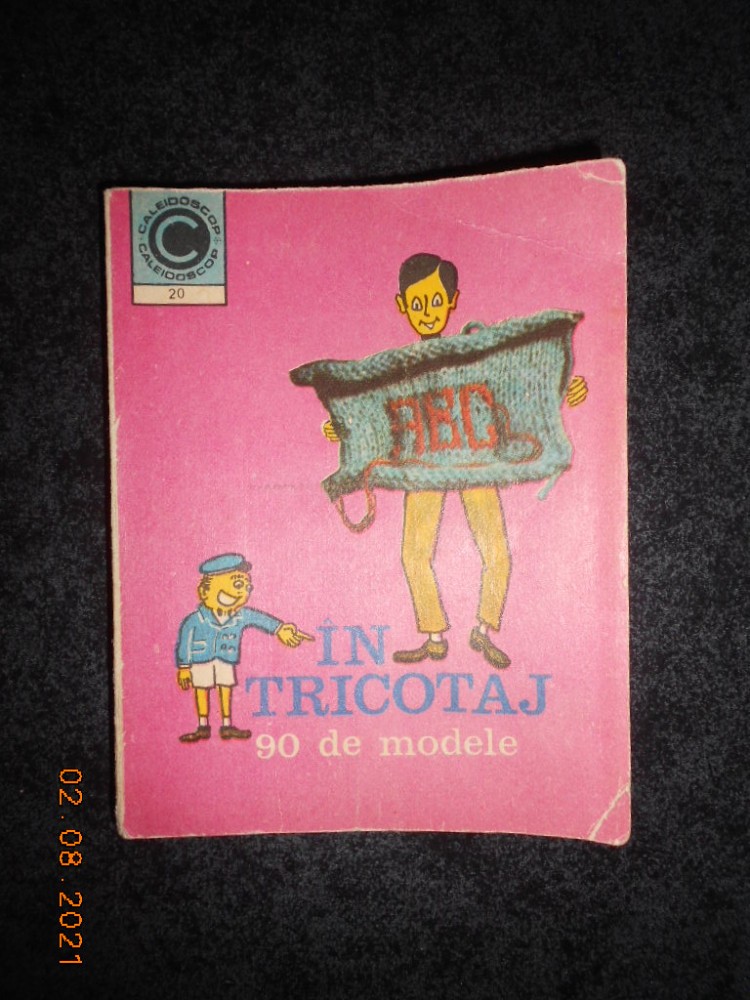 CALEIDOSCOP
C
CALEIDOSCOP
20
ABC
ÎN
TRICOTAJ
90 de modele
02.08.2021